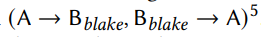 (A → B_blake, B_blake → A)^5